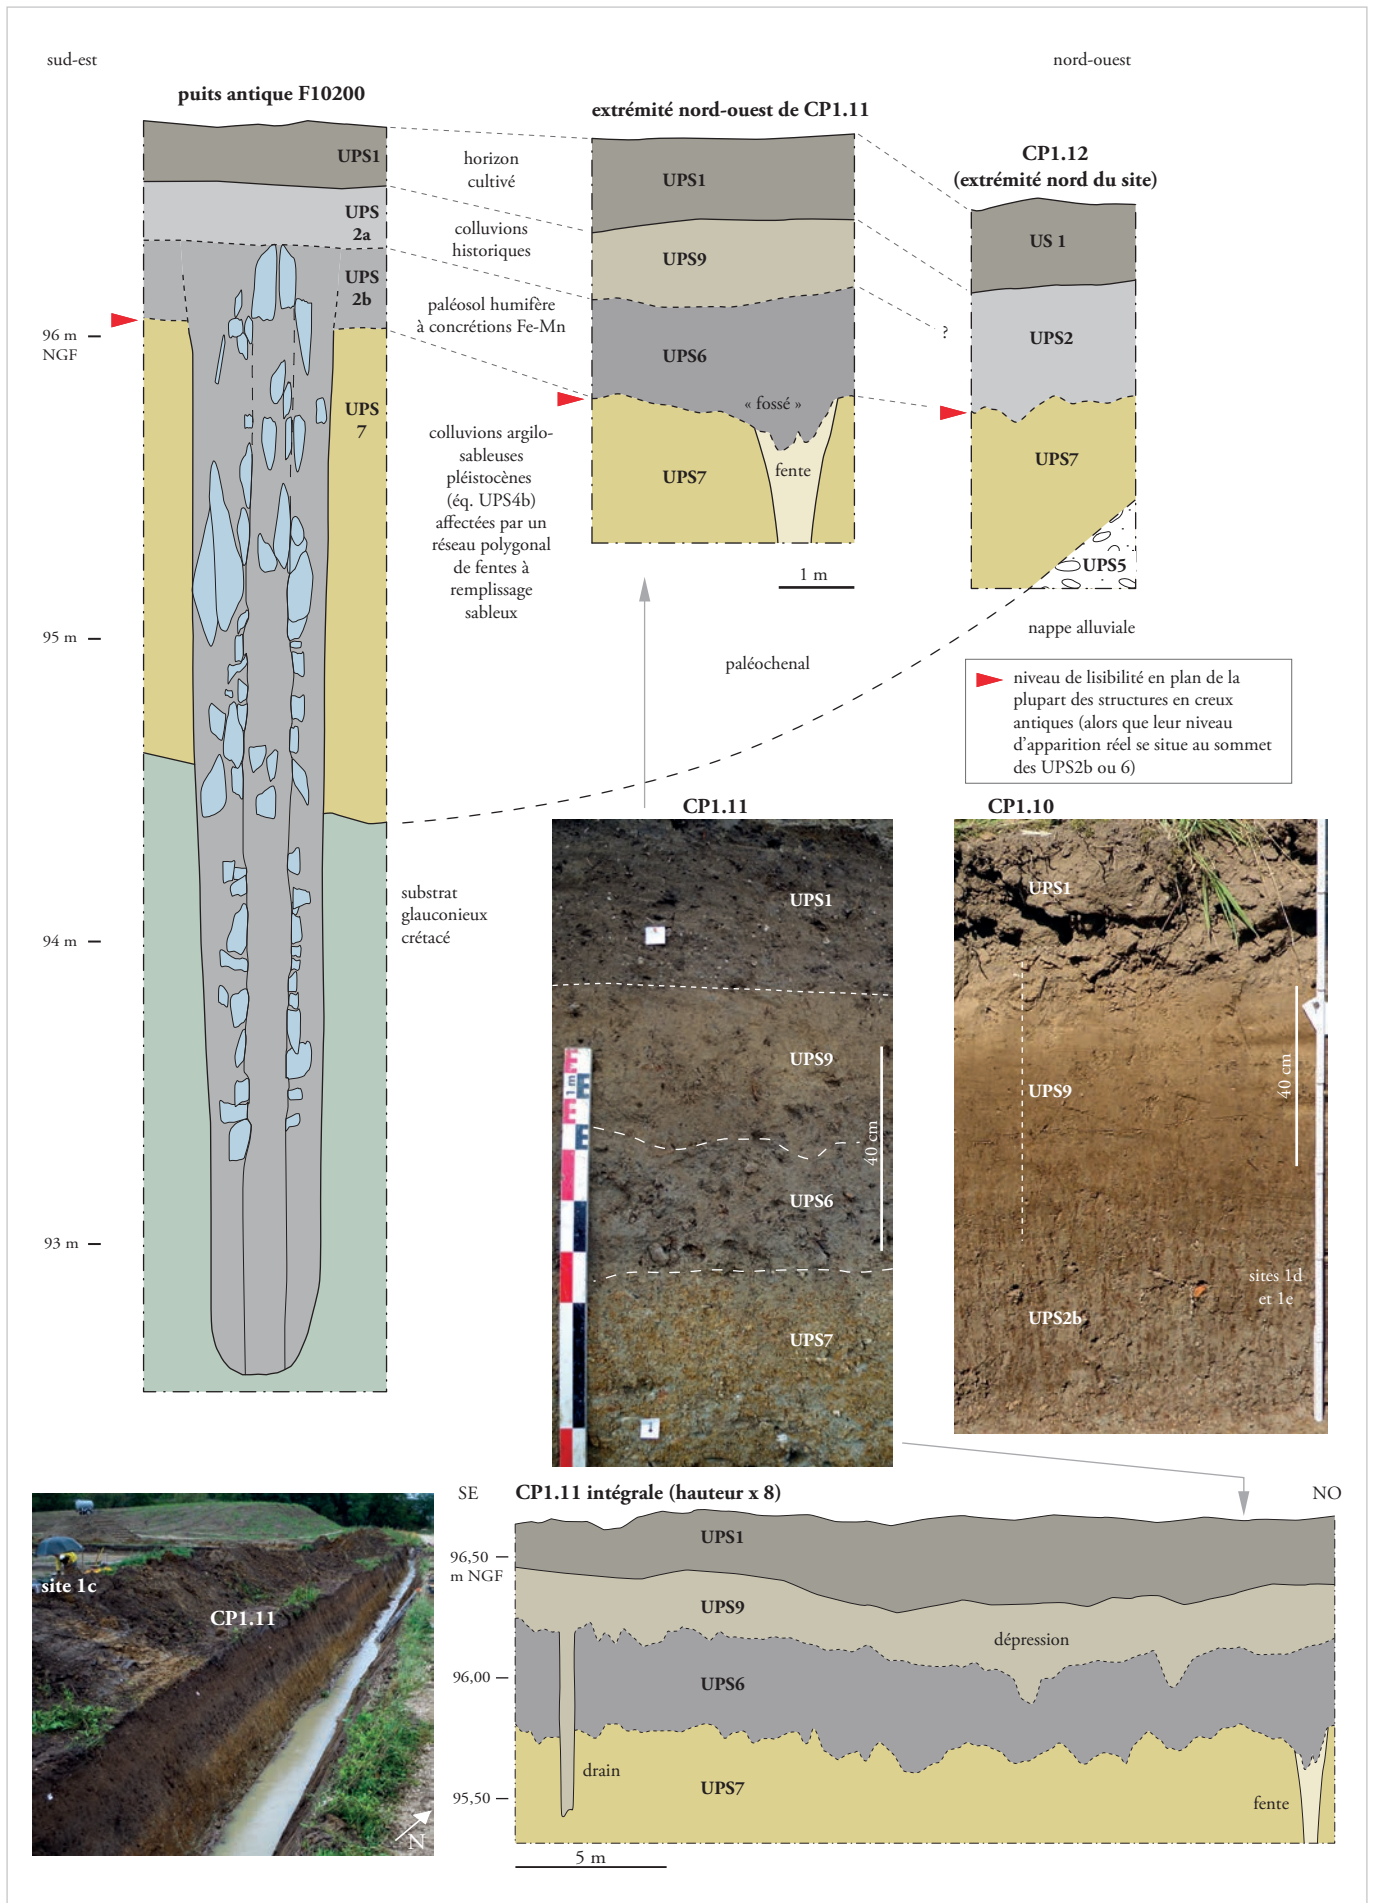 sud-est
nord-ouest
puits antique F10200
extrémité nord-ouest de CP1.11
CP1.12
(extrémité nord du site)
UPS1
UPS
2a
UPS
2b
UPS
7
96 m
NGF
95 m
94 m
93 m
horizon
cultivé
colluvions
historiques
paléosol humifère
à concrétions Fe-Mn
colluvions argilo-
sableuses
pléistocènes
(éq. UPS4b)
affectées par un
réseau polygonal
de fentes à
remplissage
sableux
substrat
glauconieux
crétacé
UPS1
UPS9
UPS6
« fossé »
UPS7
fente
1 m
?
US 1
UPS2
UPS7
UPS5
nappe alluviale
paléochenal
niveau de lisibilité en plan de la
plupart des structures en creux
antiques (alors que leur niveau
d'apparition réel se situe au sommet
des UPS2b ou 6)
CP1.11
UPS1
UPS9
UPS6
UPS7
40 cm
1 m
CP1.10
UPS1
UPS9
40 cm
sites 1d
et 1e
UPS2b
site 1c
CP1.11
N
SE
CP1.11 intégrale (hauteur x 8)
NO
96,50
m NGF
96,00
95,50
UPS1
UPS9
dépression
UPS6
drain
UPS7
fente
5 m